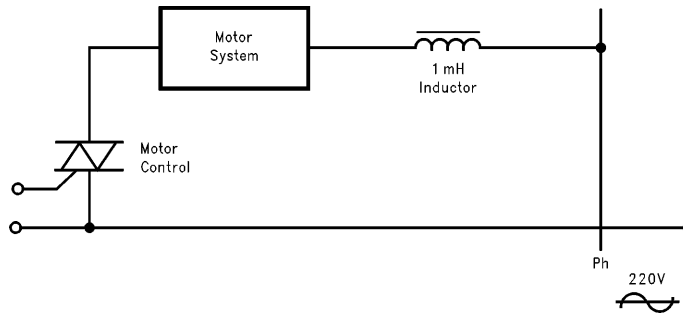 Motor
System
1 mH
Inductor
Motor
Control
Ph
220V